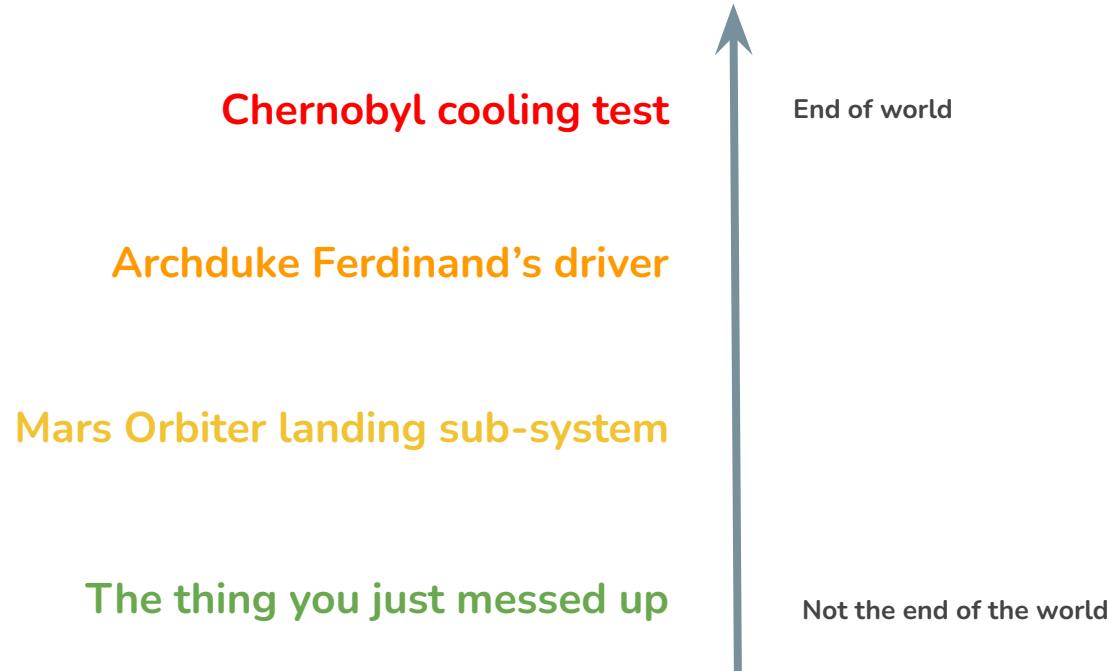 Chernobyl cooling test
End of world
Archduke Ferdinand’s driver
Mars Orbiter landing sub-system
The thing you just messed up
Not the end of the world